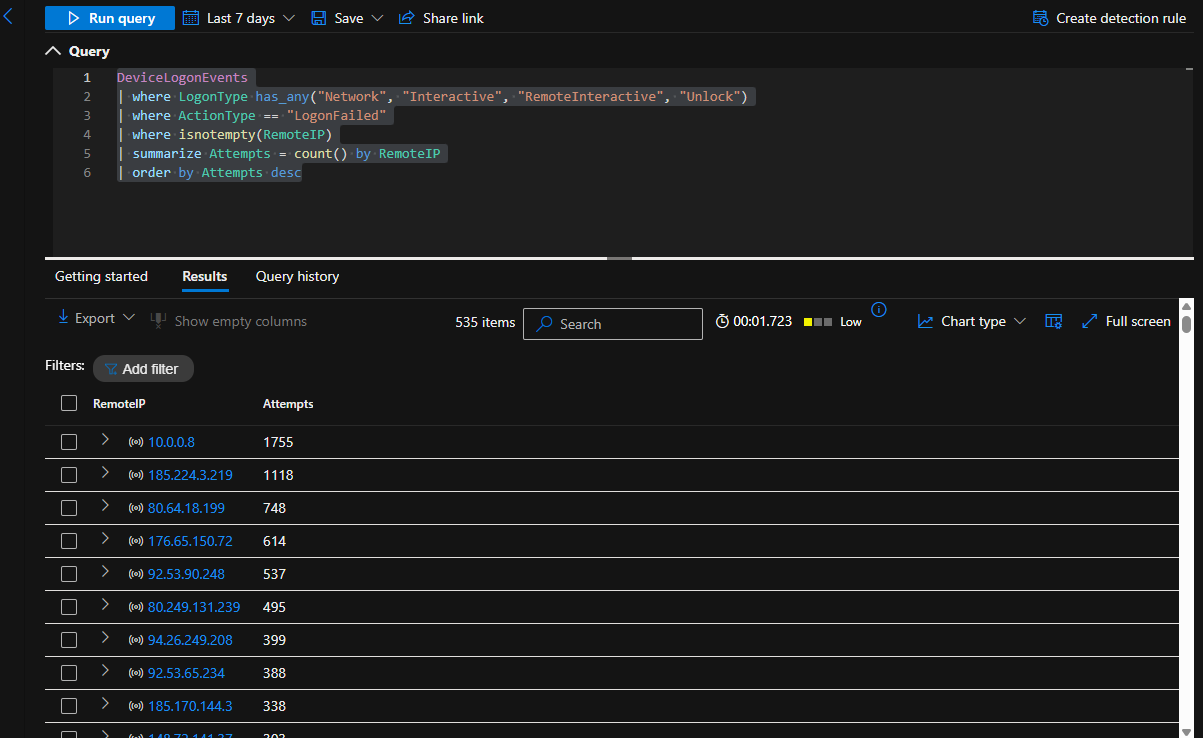 Run query Last 7 days Save Share link Create detection rule
Query
1 DeviceLogonEvents
2 | where LogonType has_any("Network", "Interactive", "RemoteInteractive", "Unlock")
3 | where ActionType == "LogonFailed"
4 | where isnotempty(RemoteIP)
5 | summarize Attempts = count() by RemoteIP
6 | order by Attempts desc
Getting started Results Query history
Export Show empty columns 535 items Search 00:01.723 Low Chart type Full screen
Filters: Add filter
RemoteIP Attempts
10.0.0.8 1755
185.224.3.219 1118
80.64.18.199 748
176.65.150.72 614
92.53.90.248 537
80.249.131.239 495
94.26.249.208 399
92.53.65.234 388
185.170.144.3 338